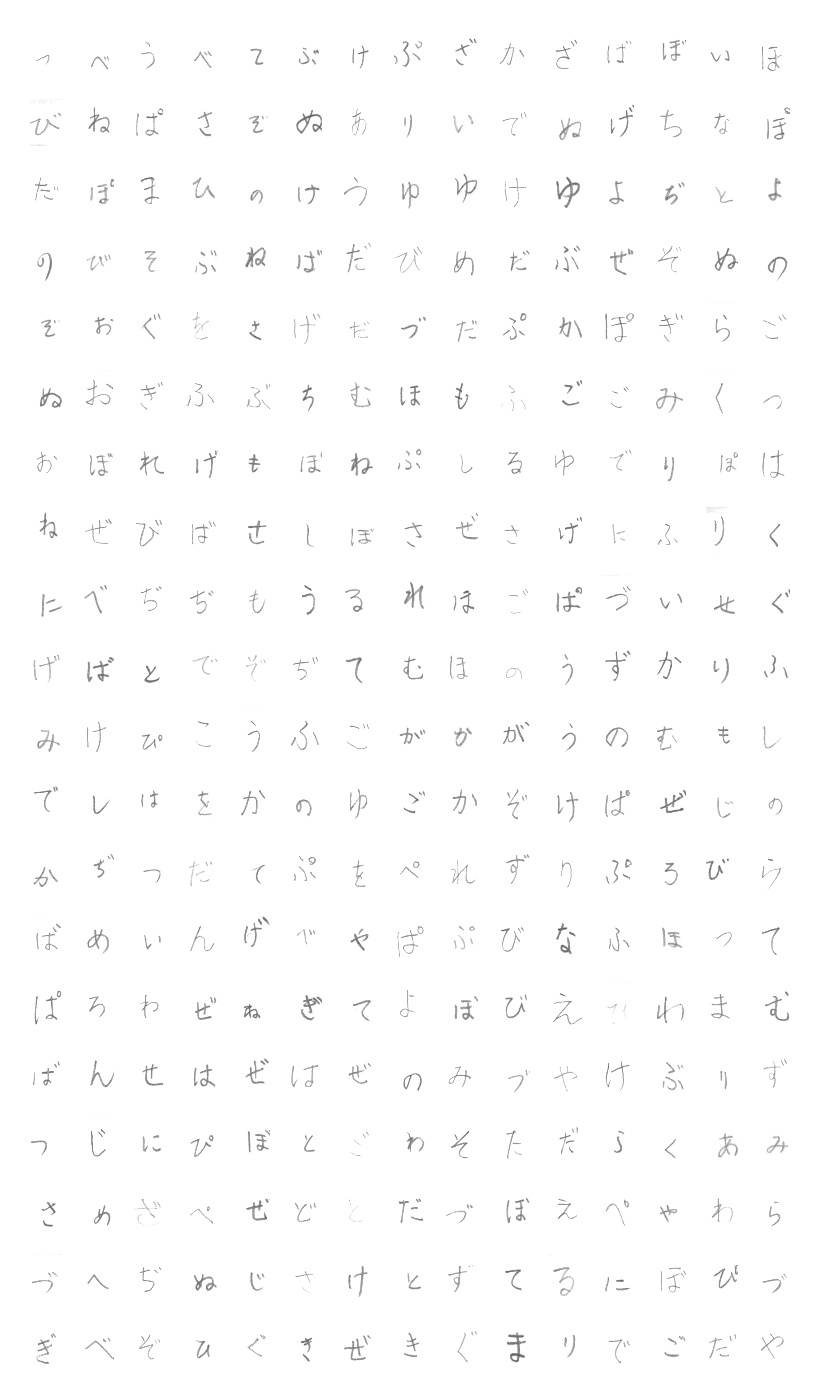 っべうべてぶけぷざかざばぼいほ
びねぱさぞぬありいでぬげちなぽ
だぽまひのけうゆゆけゆよぢとよ
のびそぶねばだびめだぶぜぞぬの
ぞおぐをさげだづだぷかぽぎらご
ぬおぎふぶちむほもふごごみくっ
おぼれげもぼねぷしるゆでりぽは
ねぜびばせしぼさぜさげにふりく
にべぢぢもうるれほごぱづいせぐ
げばとでぞぢてむほのうずかりふ
みけぴこうふごがかがうのむもし
でしはをかのゆごかぞけぱぜじの
かぢつだてぷをぺれずりぷろびら
ばめいんげべやぱぷびなふほって
ぱろわぜねぎてよぼびえひわまむ
ばんせはぜはぜのみづやけぶりず
つじにぴぼとごわそただらくあみ
さめざぺぜどとだづぼえぺやわら
づへぢぬじさけとずてるにぼぴづ
ぎべぞひぐきぜきぐまりでごだや